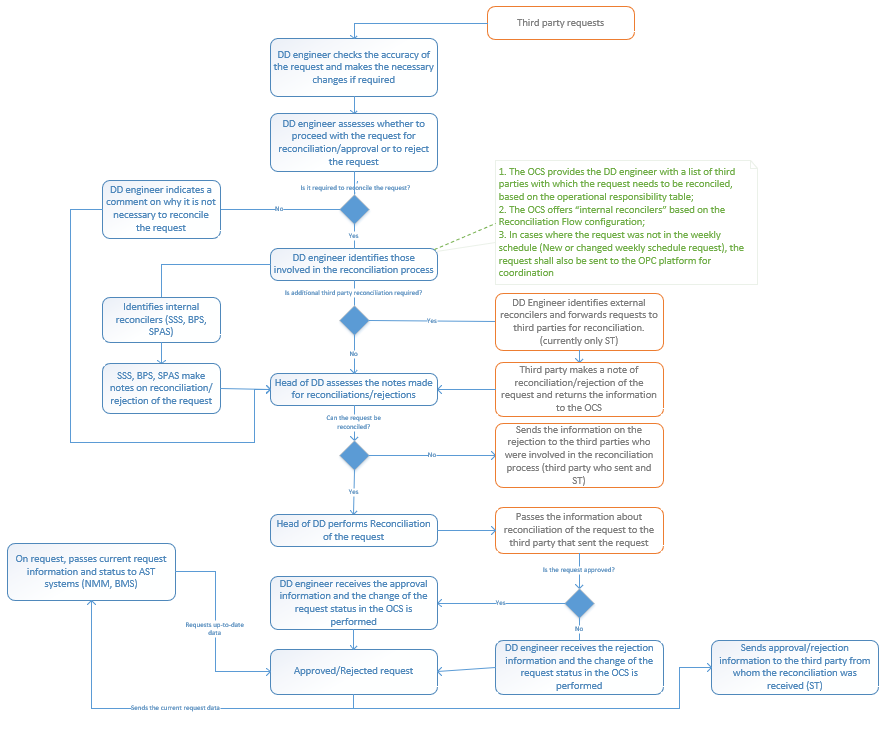 Third party requests
DD engineer checks the accuracy of
the request and makes the necessary
changes if required
DD engineer assesses whether to
proceed with the request for
reconciliation/approval or to reject
the request
Is it required to reconcile the request?
DD engineer indicates a
comment on why it is not
necessary to reconcile
the request
No
Yes
1. The OCS provides the DD engineer with a list of third
parties with which the request needs to be reconciled,
based on the operational responsibility table;
2. The OCS offers “internal reconcilers” based on the
Reconciliation Flow configuration;
3. In cases where the request was not in the weekly
schedule (New or changed weekly schedule request), the
request shall also be sent to the OPC platform for
coordination
DD engineer identifies those
involved in the reconciliation process
Is additional third party reconciliation required?
Identifies internal
reconcilers (SSS, BPS,
SPAS)
Yes
DD Engineer identifies external
reconcilers and forwards requests to
third parties for reconciliation.
(currently only ST)
No
SSS, BPS, SPAS make
notes on reconciliation/
rejection of the request
Head of DD assesses the notes made
for reconciliations/rejections
Third party makes a note of
reconciliation/rejection of the
request and returns the information
to the OCS
Can the request be
reconciled?
No
Sends the information on the
rejection to the third parties who
were involved in the reconciliation
process (third party who sent and
ST)
Yes
Head of DD performs Reconciliation
of the request
Passes the information about
reconciliation of the request to the
third party that sent the request
On request, passes current request
information and status to AST
systems (NMM, BMS)
Is the request approved?
DD engineer receives the approval
information and the change of the
request status in the OCS is
performed
Yes
No
Requests up-to-date
data
Approved/Rejected request
DD engineer receives the rejection
information and the change of the
request status in the OCS is
performed
Sends approval/rejection
information to the third party from
whom the reconciliation was
received (ST)
Sends the current request data